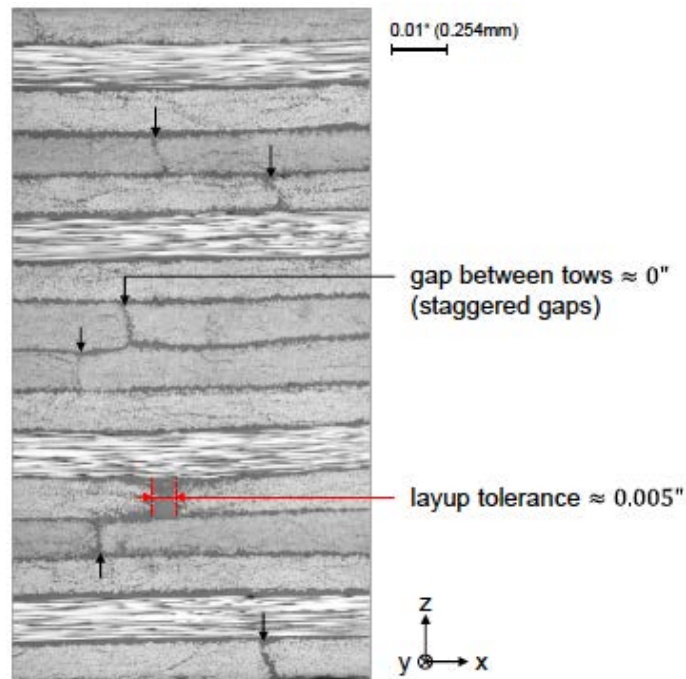 0.01" (0.254mm)
gap between tows ≈ 0"
(staggered gaps)
layup tolerance ≈ 0.005"
z
y
x